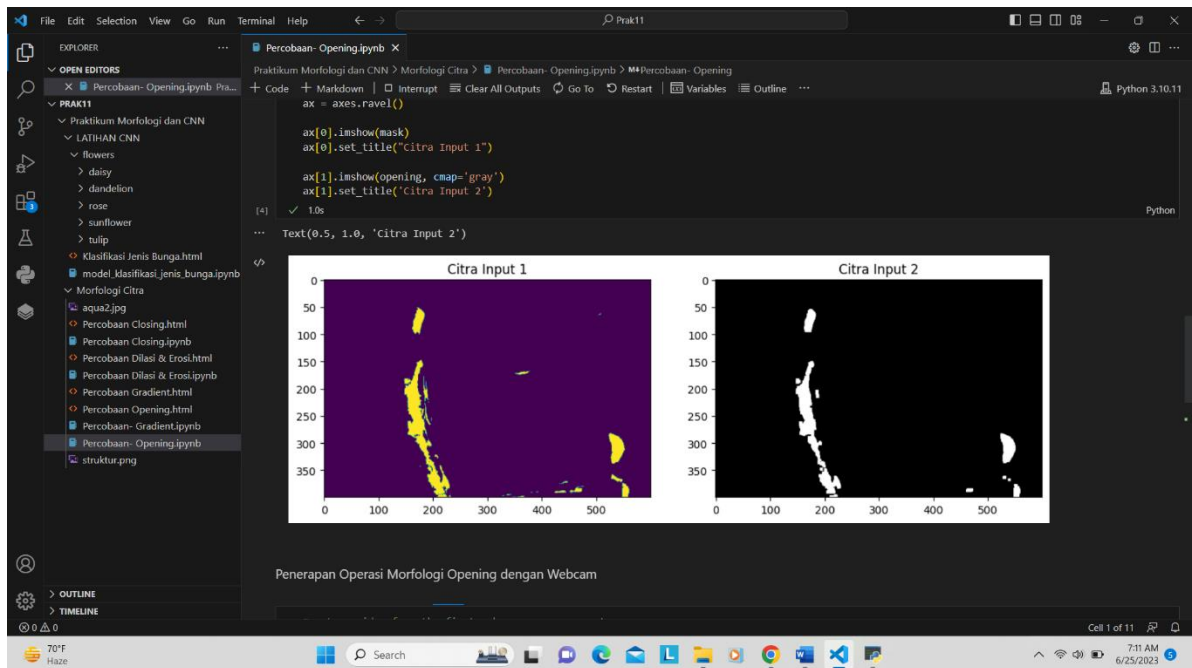 File Edit Selection View Go Run Terminal Help
Prak11
EXPLORER
OPEN EDITORS
Percobaan- Opening.ipynb Pra...
PRAK11
Praktikum Morfologi dan CNN
LATIHAN CNN
flowers
daisy
dandelion
rose
sunflower
tulip
Klasifikasi Jenis Bunga.html
model_klasifikasi_jenis_bunga.ipynb
Morfologi Citra
aqua2.jpg
Percobaan Closing.html
Percobaan Closing.ipynb
Percobaan Dilasi & Erosi.html
Percobaan Dilasi & Erosi.ipynb
Percobaan Gradient.html
Percobaan Opening.html
Percobaan- Gradient.ipynb
Percobaan- Opening.ipynb
struktur.png
OUTLINE
TIMELINE
3
Percobaan- Opening.ipynb
Praktikum Morfologi dan CNN > Morfologi Citra > Percobaan- Opening.ipynb > M↓Percobaan- Opening
+ Code + Markdown | Interrupt Clear All Outputs Go To Restart | Variables Outline ...
Python 3.10.11
ax = axes.ravel()
ax[0].imshow(mask)
ax[0].set_title("Citra Input 1")
ax[1].imshow(opening, cmap='gray')
ax[1].set_title('Citra Input 2')
[4] ✓ 1.0s Python
... Text(0.5, 1.0, 'Citra Input 2')
Citra Input 1
0
50
100
150
200
250
300
350
0 100 200 300 400 500
Citra Input 2
0
50
100
150
200
250
300
350
0 100 200 300 400 500
Penerapan Operasi Morfologi Opening dengan Webcam
0 0 Cell 1 of 11
70°F
Haze
Search
7:11 AM
6/25/2023
5